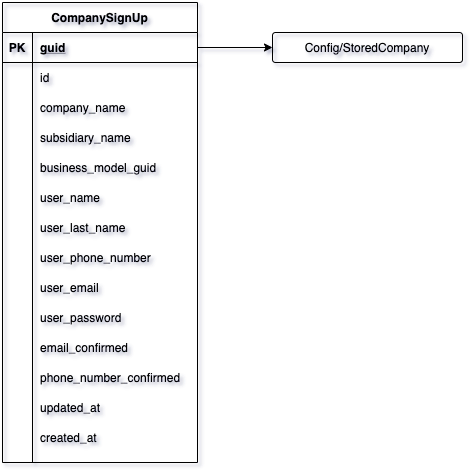 CompanySignUp
PK guid
Config/StoredCompany
id
company_name
subsidiary_name
business_model_guid
user_name
user_last_name
user_phone_number
user_email
user_password
email_confirmed
phone_number_confirmed
updated_at
created_at